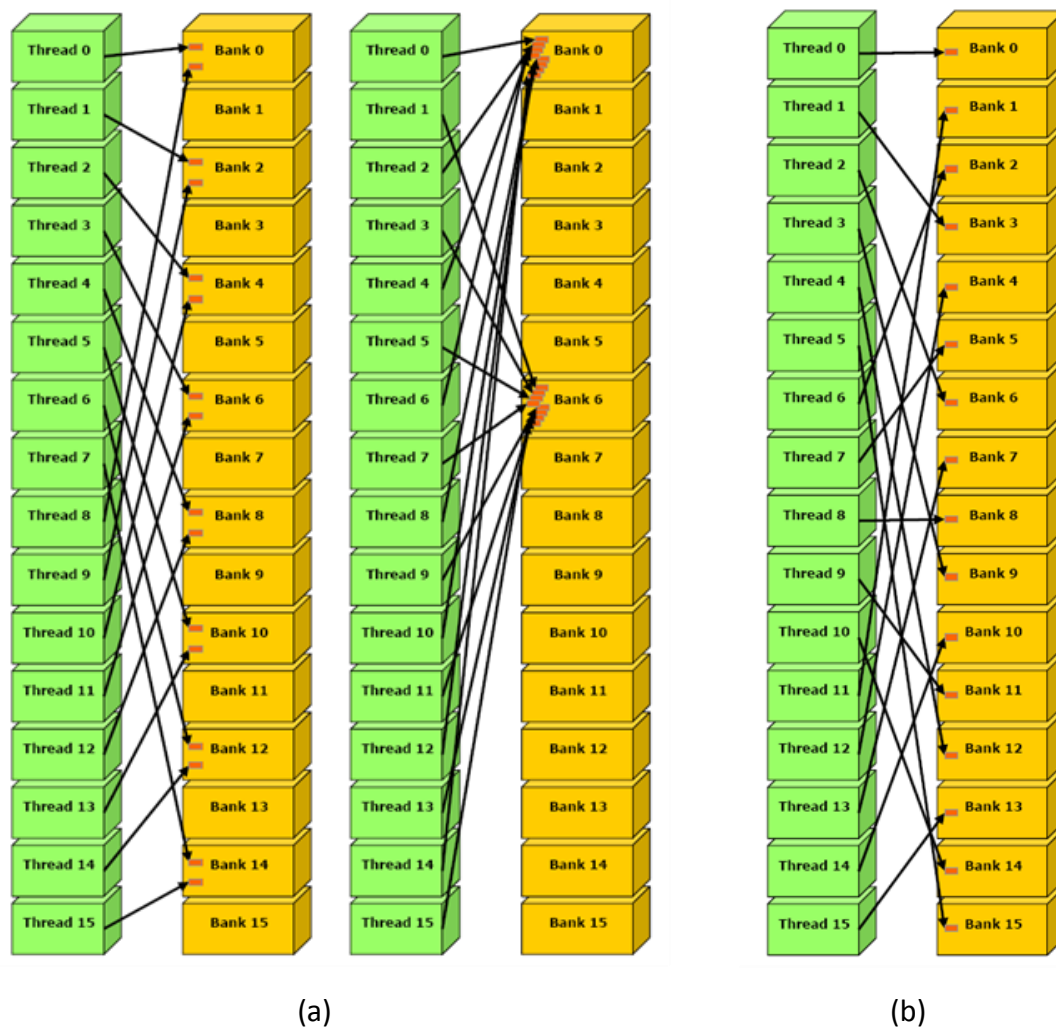 Thread 0
Thread 1
Thread 2
Thread 3
Thread 4
Thread 5
Thread 6
Thread 7
Thread 8
Thread 9
Thread 10
Thread 11
Thread 12
Thread 13
Thread 14
Thread 15
Bank 0
Bank 1
Bank 2
Bank 3
Bank 4
Bank 5
Bank 6
Bank 7
Bank 8
Bank 9
Bank 10
Bank 11
Bank 12
Bank 13
Bank 14
Bank 15
Thread 0
Thread 1
Thread 2
Thread 3
Thread 4
Thread 5
Thread 6
Thread 7
Thread 8
Thread 9
Thread 10
Thread 11
Thread 12
Thread 13
Thread 14
Thread 15
Bank 0
Bank 1
Bank 2
Bank 3
Bank 4
Bank 5
Bank 6
Bank 7
Bank 8
Bank 9
Bank 10
Bank 11
Bank 12
Bank 13
Bank 14
Bank 15
(a)
Thread 0
Thread 1
Thread 2
Thread 3
Thread 4
Thread 5
Thread 6
Thread 7
Thread 8
Thread 9
Thread 10
Thread 11
Thread 12
Thread 13
Thread 14
Thread 15
Bank 0
Bank 1
Bank 2
Bank 3
Bank 4
Bank 5
Bank 6
Bank 7
Bank 8
Bank 9
Bank 10
Bank 11
Bank 12
Bank 13
Bank 14
Bank 15
(b)